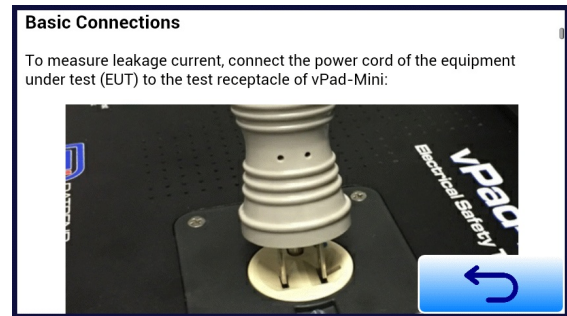 Basic Connections
To measure leakage current, connect the power cord of the equipment
under test (EUT) to the test receptacle of vPad-Mini:
vPad
Electrical Safety T
DATREND